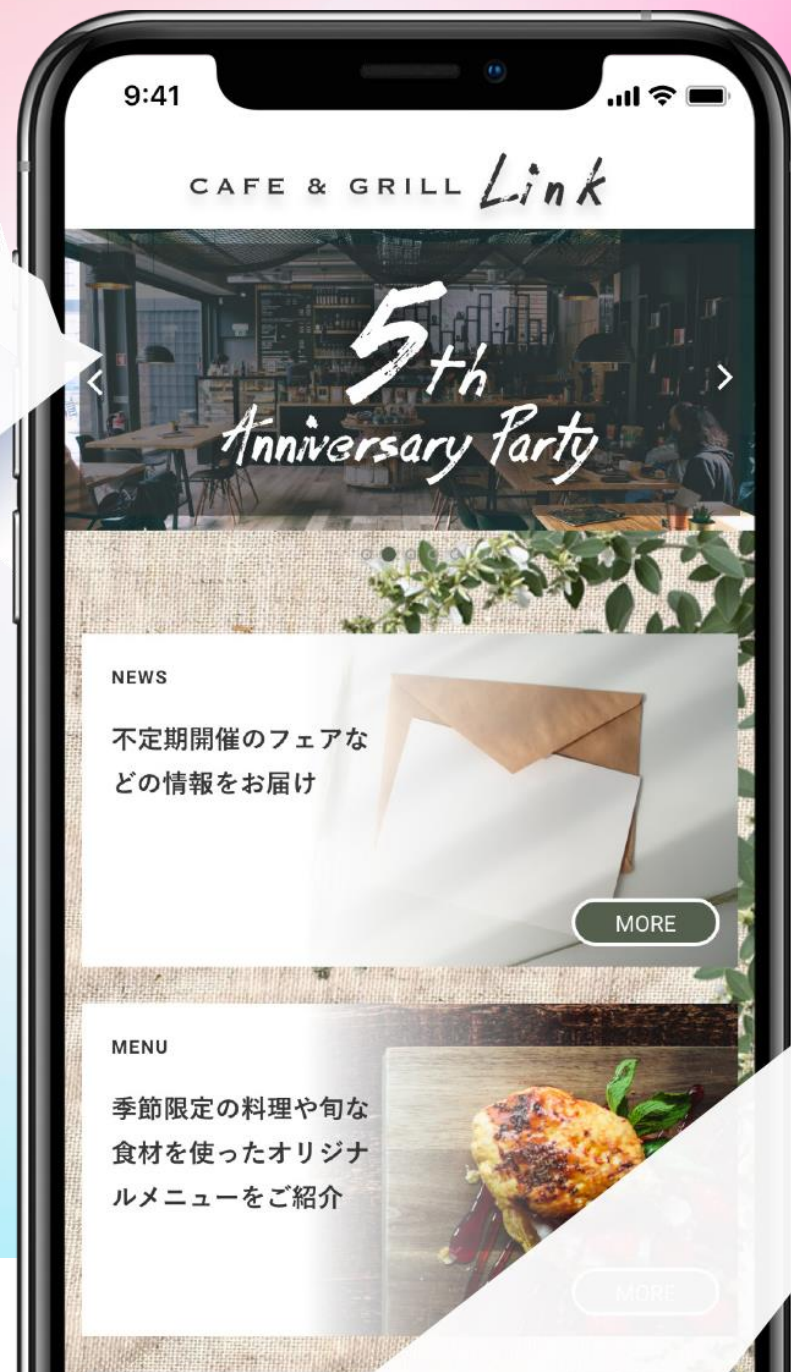 9:41
CAFE & GRILL Link
5th
Anniversary Party
NEWS
不定期開催のフェアな
どの情報をお届け
MORE
MENU
季節限定の料理や旬な
食材を使ったオリジナ
ルメニューをご紹介
MORE